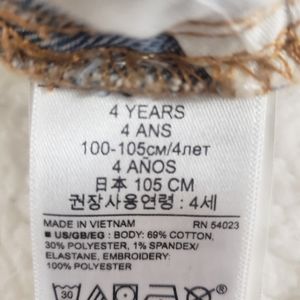 4 YEARS
4 ANS
100-105см/4лет
4 AÑOS
日本 105 CM
권장사용연령 : 4세
MADE IN VIETNAM RN 54023
■ US/GB/EG : BODY: 69% COTTON,
30% POLYESTER, 1% SPANDEX/
ELASTANE, EMBROIDERY:
100% POLYESTER
30